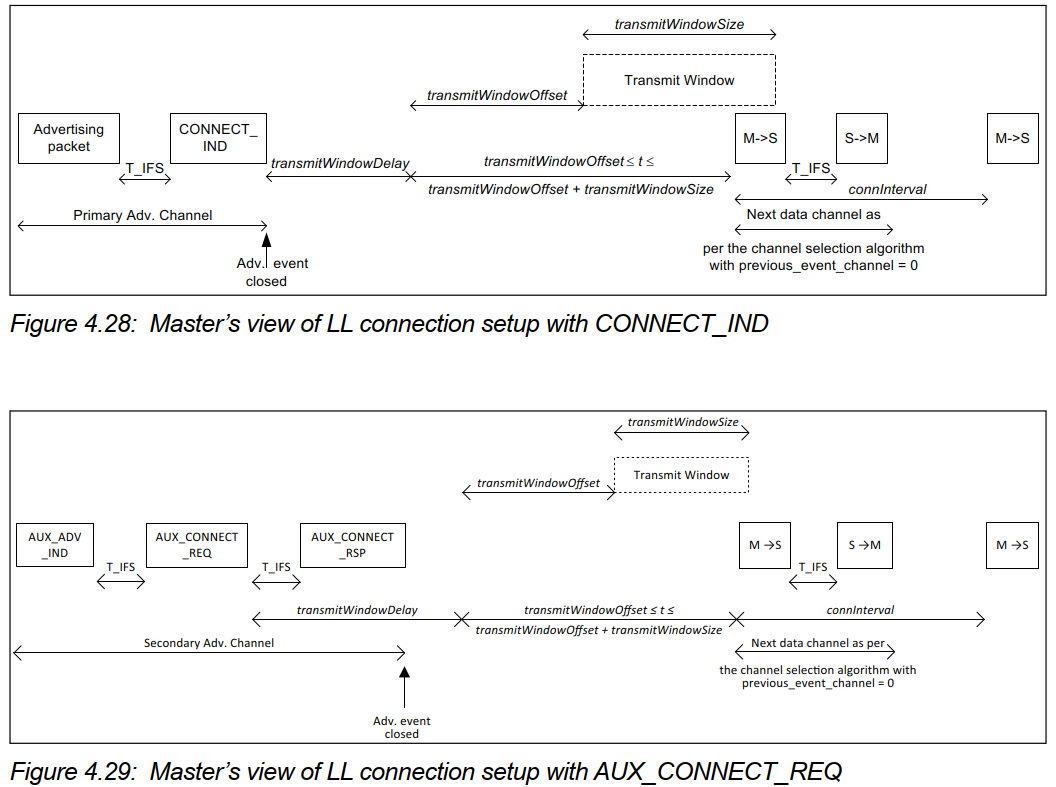 transmitWindowSize
Transmit Window
transmitWindowOffset
Advertising
packet
CONNECT_
IND
M->S
S->M
M->S
T_IFS
transmitWindowDelay
transmitWindowOffset ≤ t ≤
transmitWindowOffset + transmitWindowSize
T_IFS
connInterval
Primary Adv. Channel
Next data channel as
per the channel selection algorithm
with previous_event_channel = 0
Adv. event
closed
Figure 4.28: Master's view of LL connection setup with CONNECT_IND
transmitWindowSize
Transmit Window
transmitWindowOffset
AUX_ADV
_IND
AUX_CONNECT
_REQ
AUX_CONNECT
_RSP
M →S
S →M
M →S
T_IFS
T_IFS
T_IFS
transmitWindowDelay
transmitWindowOffset ≤ t ≤
transmitWindowOffset + transmitWindowSize
connInterval
Secondary Adv. Channel
Next data channel as per
the channel selection algorithm with
previous_event_channel = 0
Adv. event
closed
Figure 4.29: Master's view of LL connection setup with AUX_CONNECT_REQ